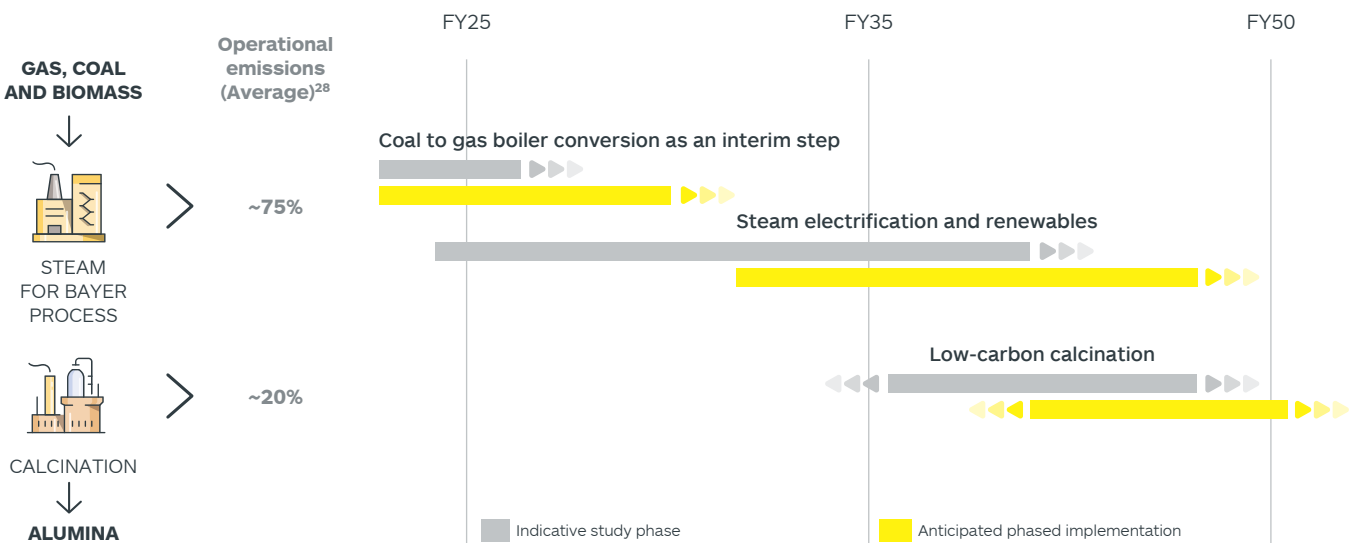 FY25
FY35
FY50
GAS, COAL
AND BIOMASS
Operational
emissions
(Average)28
Coal to gas boiler conversion as an interim step
~75%
Steam electrification and renewables
STEAM
FOR BAYER
PROCESS
Low-carbon calcination
~20%
CALCINATION
ALUMINA
Indicative study phase
Anticipated phased implementation